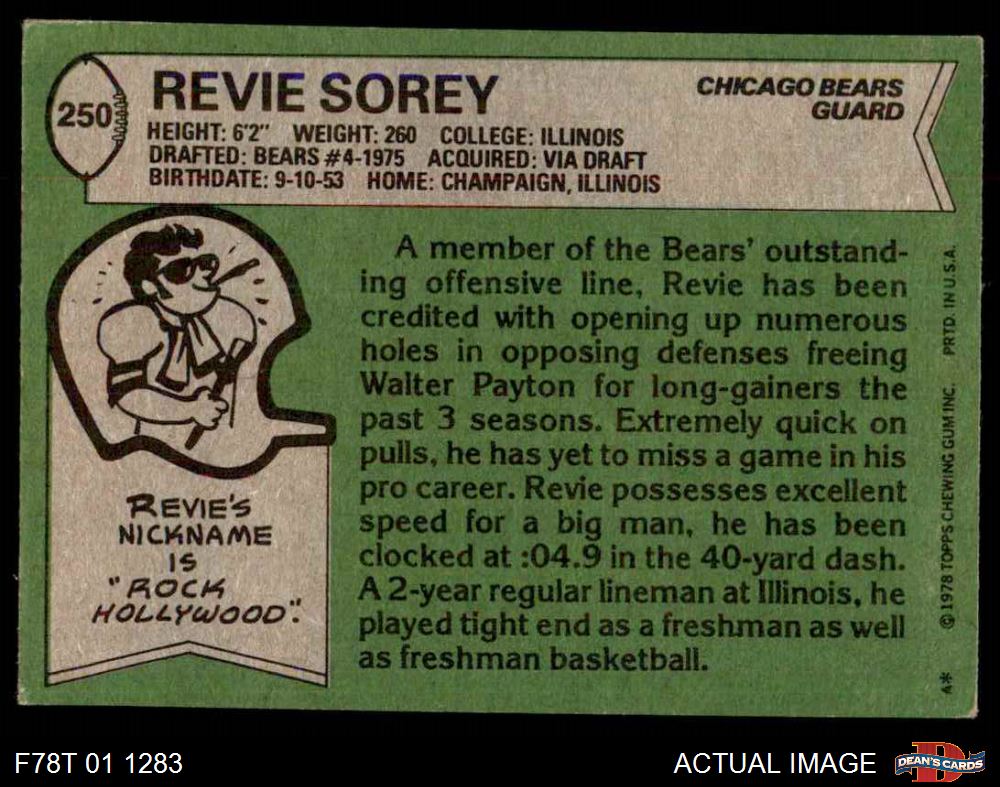 250
REVIE SOREY
CHICAGO BEARS
GUARD
HEIGHT: 6'2" WEIGHT: 260 COLLEGE: ILLINOIS
DRAFTED: BEARS #4-1975 ACQUIRED: VIA DRAFT
BIRTHDATE: 9-10-53 HOME: CHAMPAIGN, ILLINOIS
A member of the Bears' outstand-
ing offensive line, Revie has been
credited with opening up numerous
holes in opposing defenses freeing
Walter Payton for long-gainers the
past 3 seasons. Extremely quick on
pulls, he has yet to miss a game in his
pro career. Revie possesses excellent
speed for a big man, he has been
clocked at :04.9 in the 40-yard dash.
A 2-year regular lineman at Illinois, he
played tight end as a freshman as well
as freshman basketball.
REVIE'S
NICKNAME
IS
"ROCK
HOLLYWOOD".
A* © 1978 TOPPS CHEWING GUM INC. PRTD. IN U.S.A.
F78T 01 1283
ACTUAL IMAGE
DEAN'S CARDS